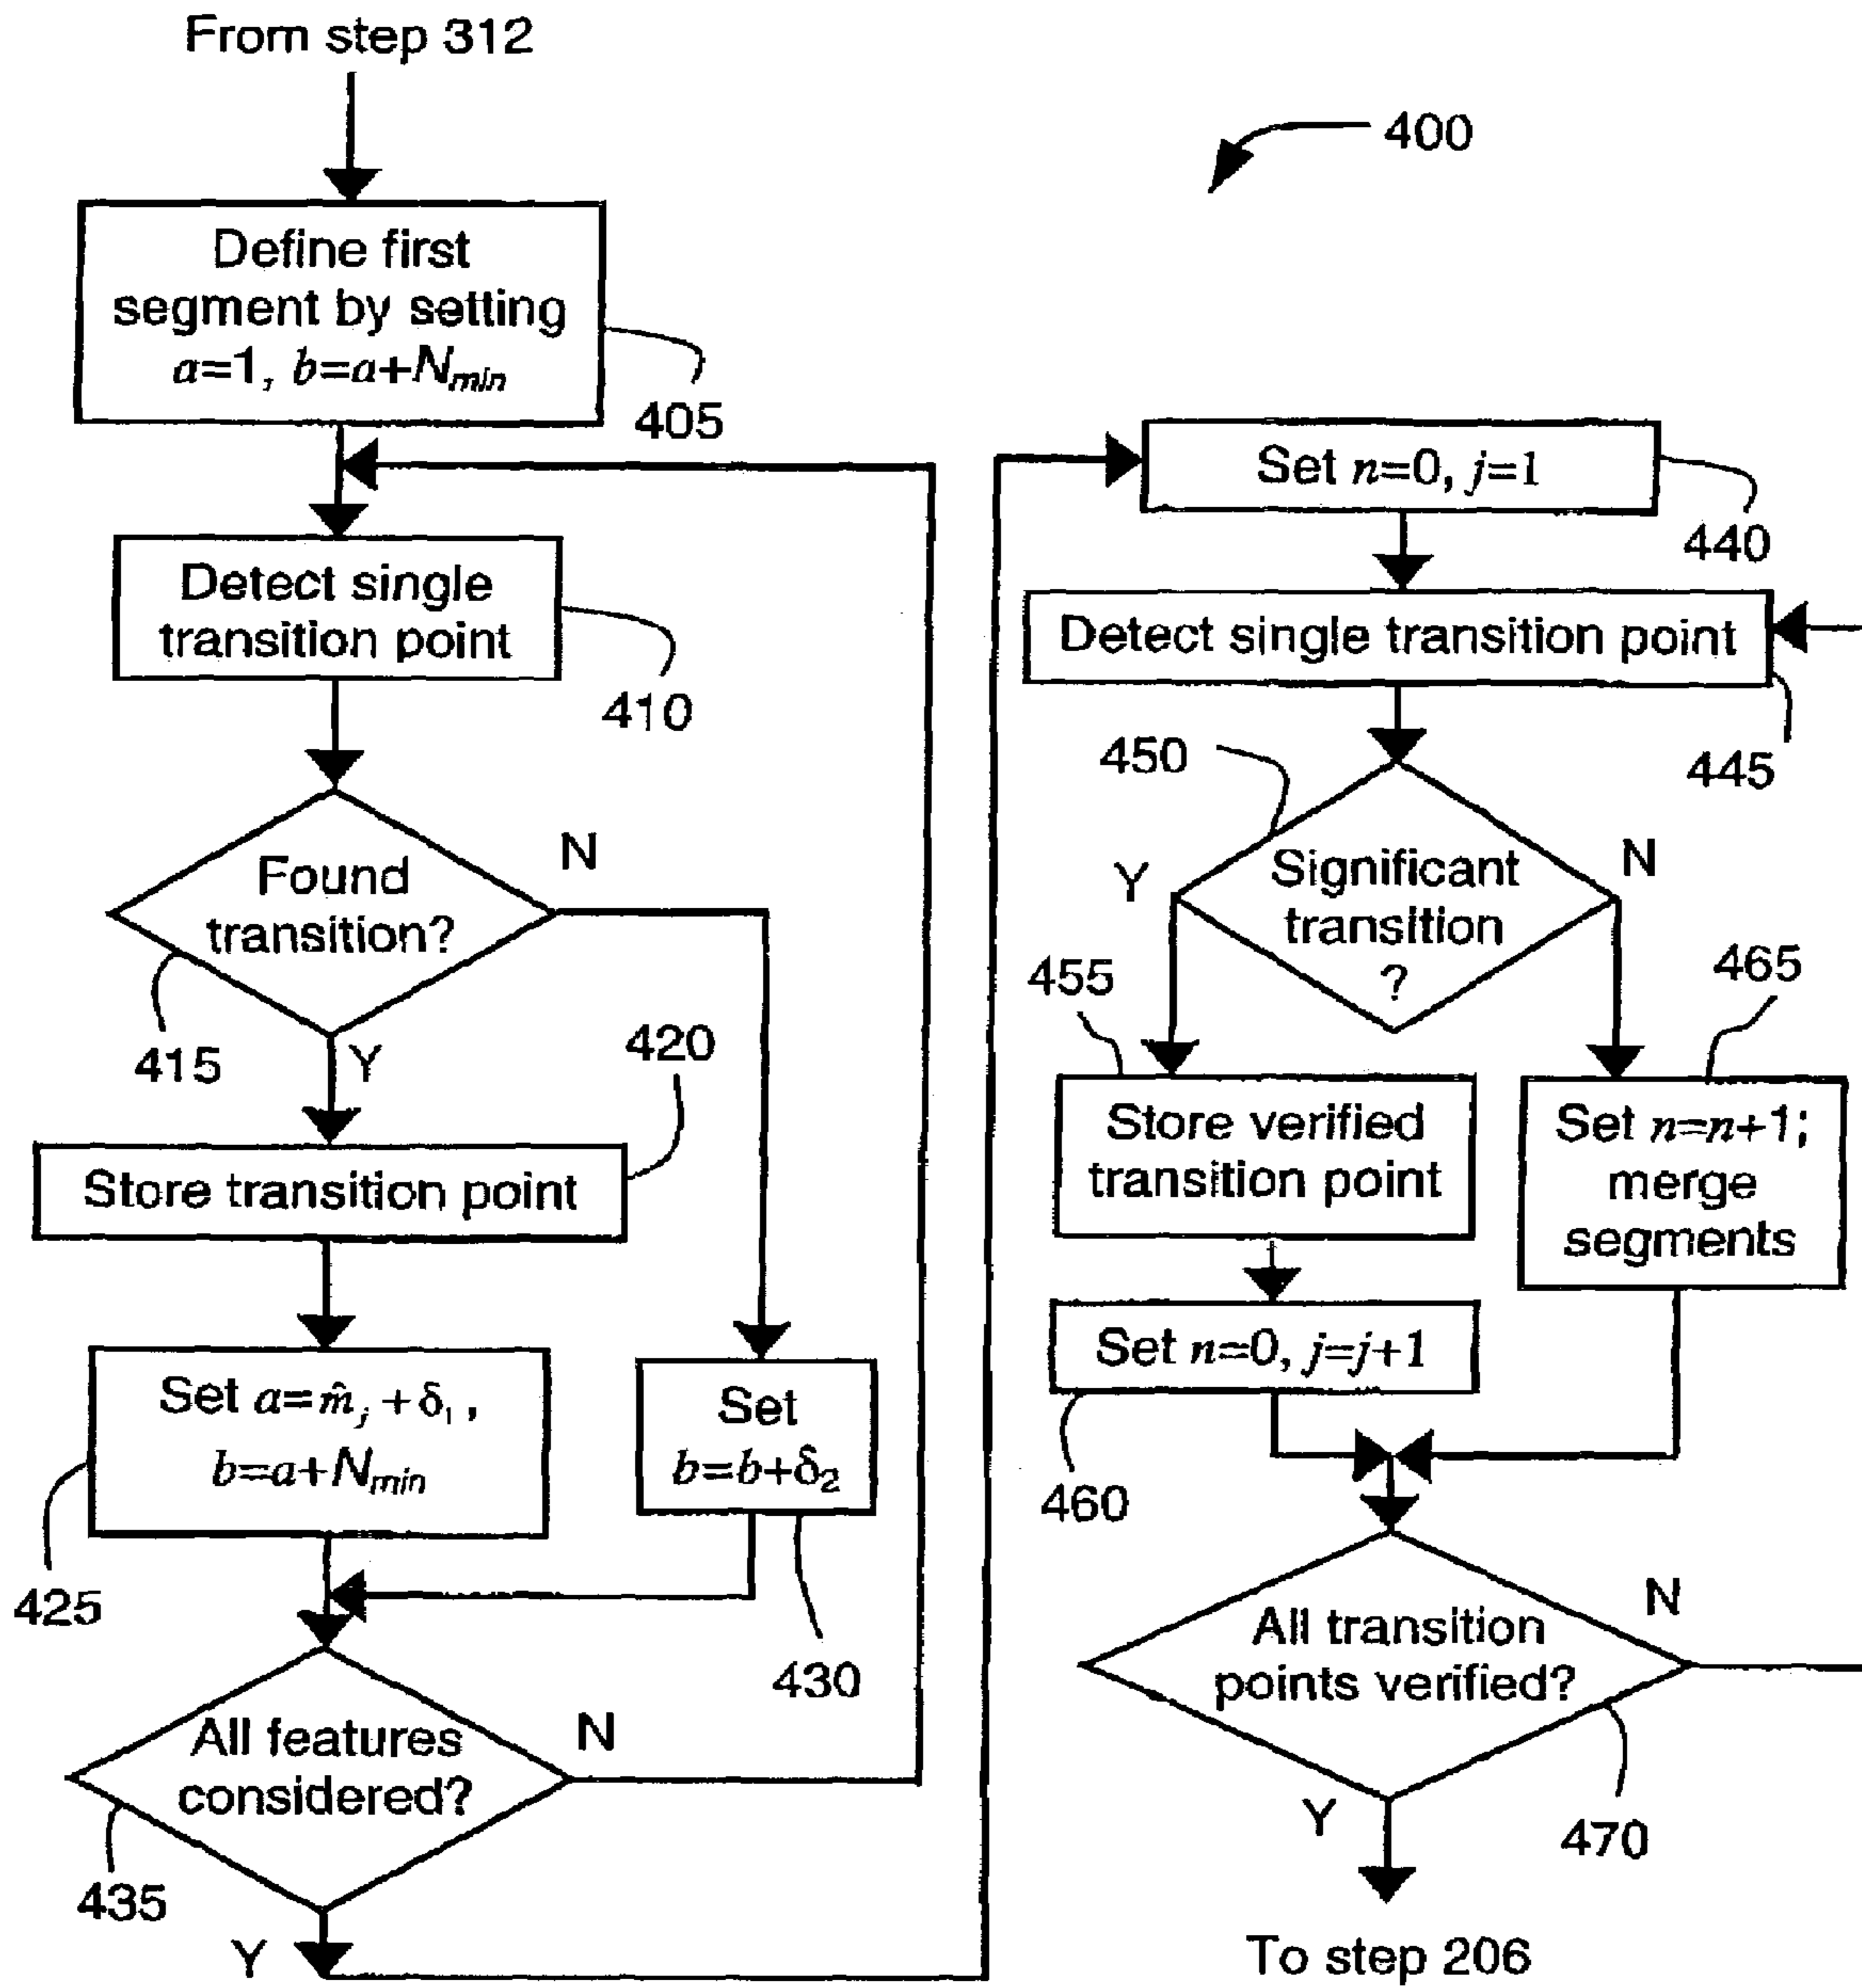 From step 312
400
Define first
segment by setting
a=1, b=a+N_min
405
Detect single
transition point
410
Found
transition?
N
415
Y
420
Store transition point
Set a=m̂_j+δ_1,
b=a+N_min
425
Set
b=b+δ_2
430
All features
considered?
N
435
Y
Set n=0, j=1
440
Detect single transition point
445
450
Significant
transition
?
Y
N
455
Store verified
transition point
465
Set n=n+1;
merge
segments
Set n=0, j=j+1
460
All transition
points verified?
N
470
Y
To step 206